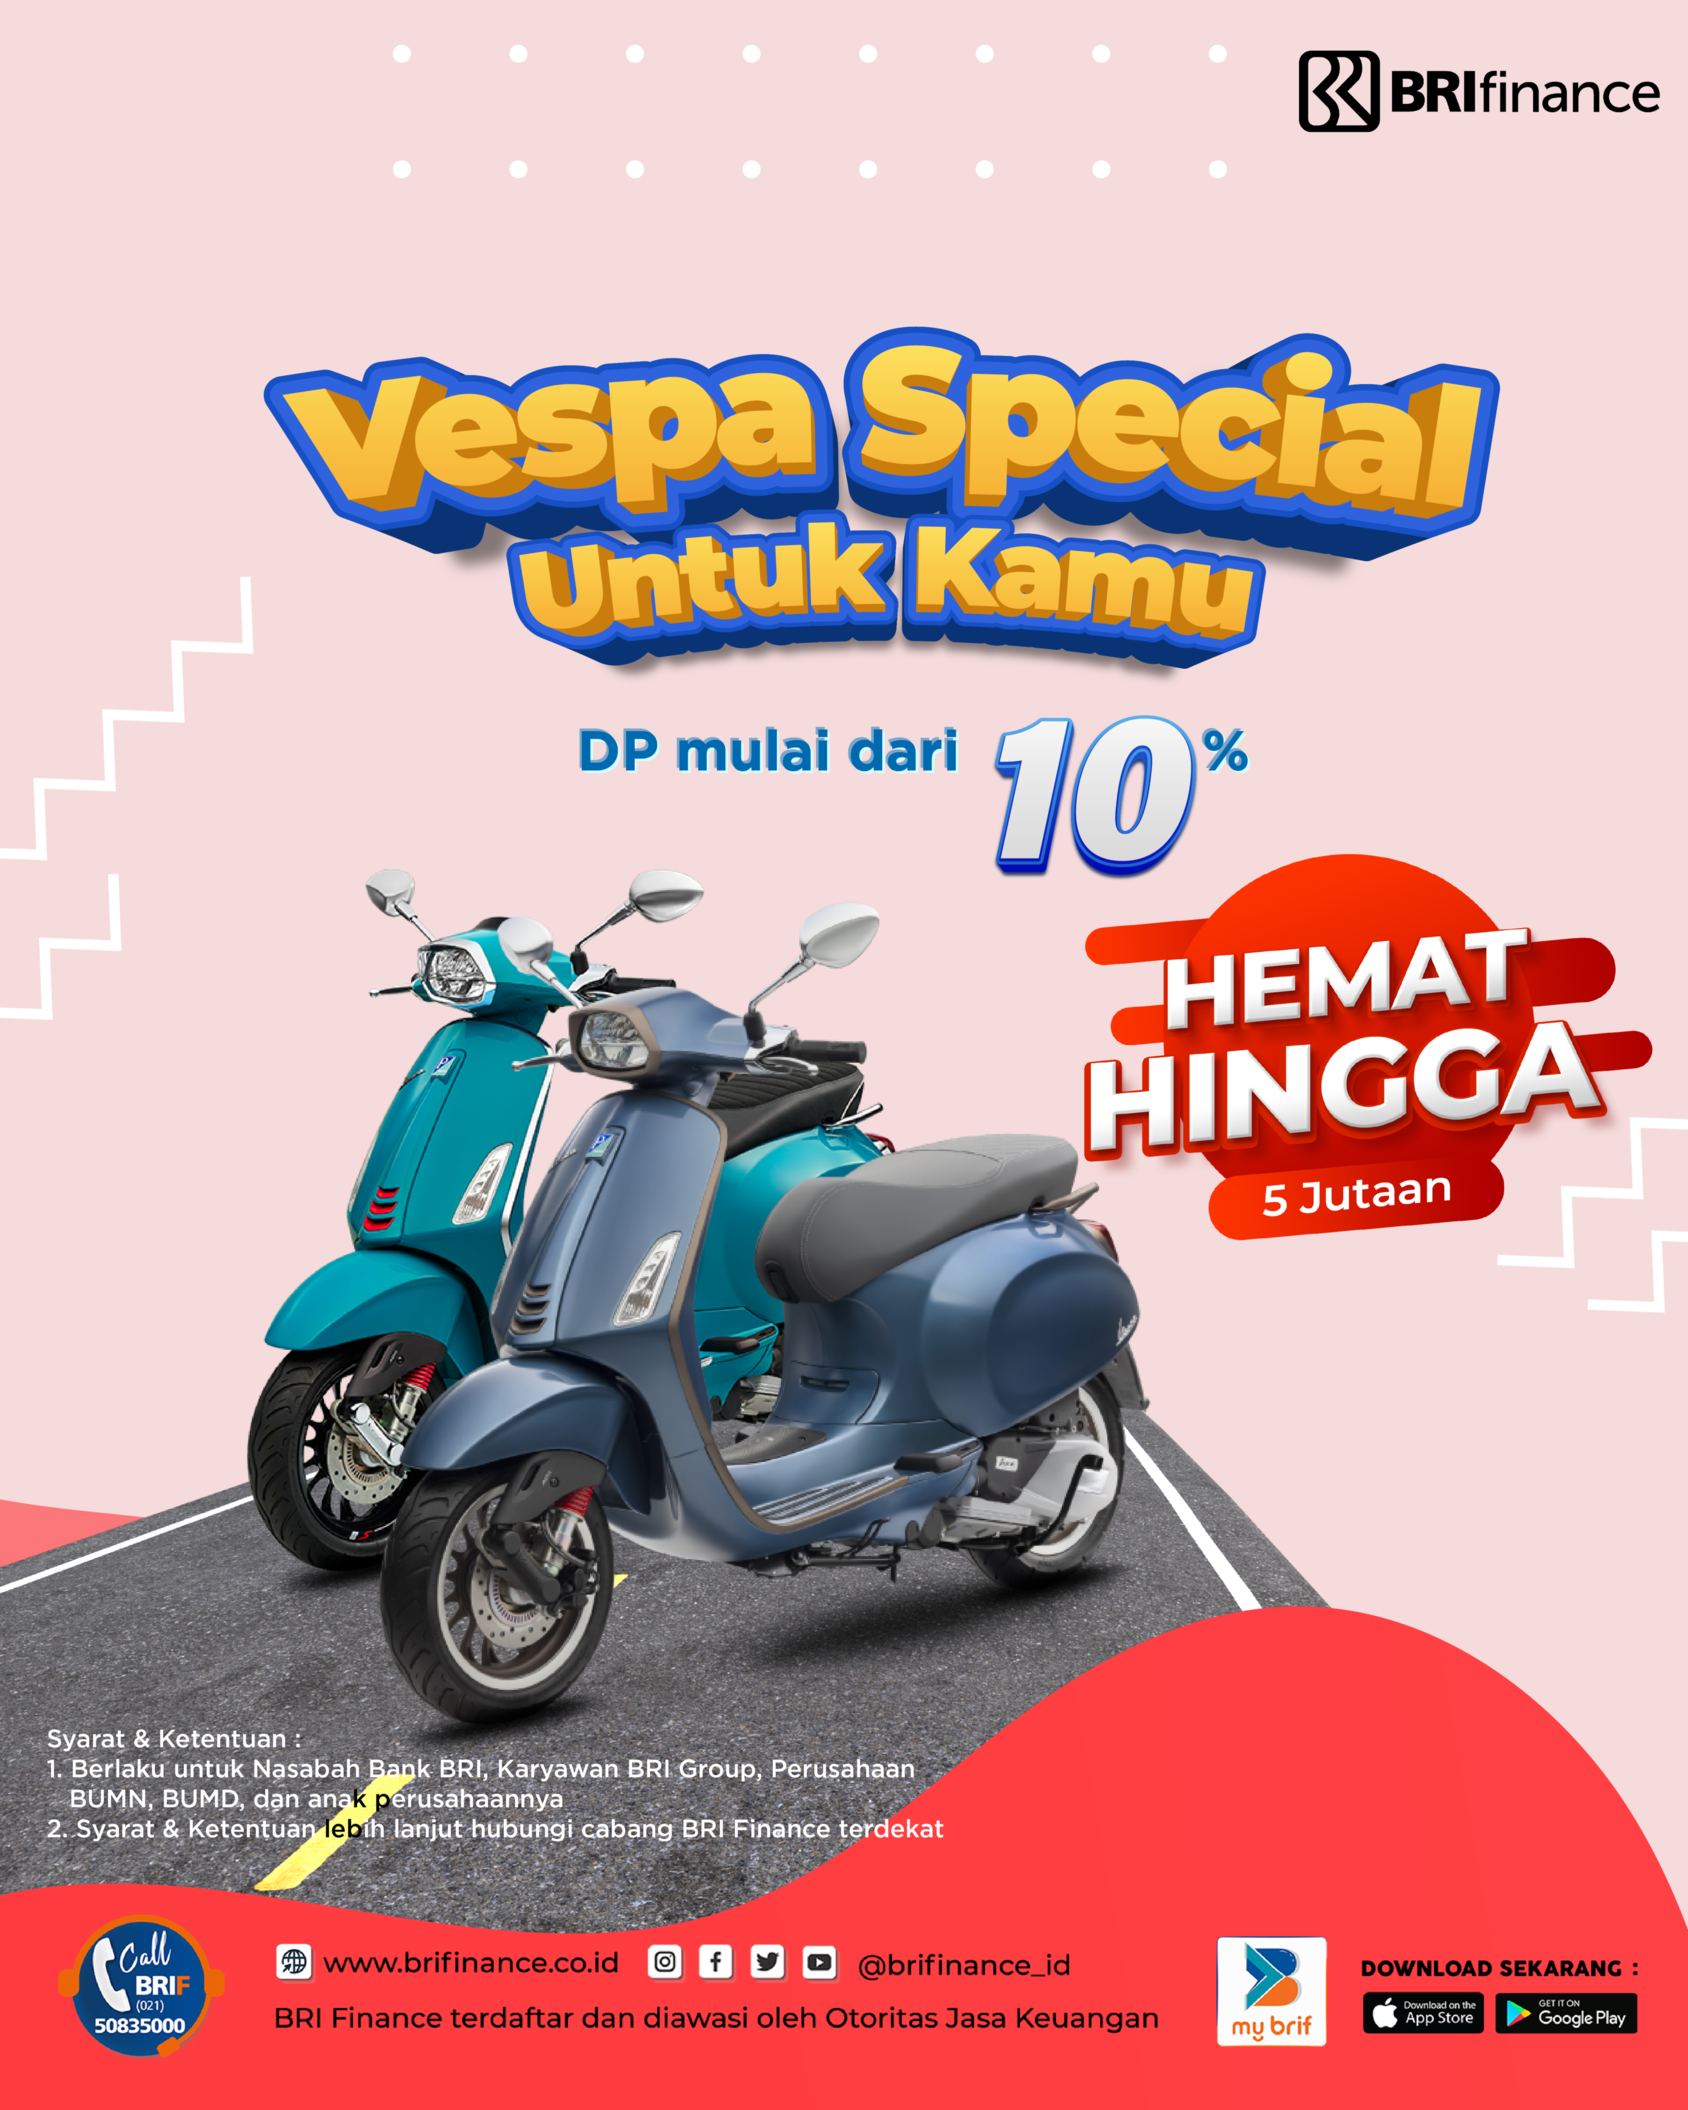 BRIfinance
Vespa Special
Untuk Kamu
DP mulai dari 10%
HEMAT
HINGGA
5 Jutaan
Syarat & Ketentuan :
1. Berlaku untuk Nasabah Bank BRI, Karyawan BRI Group, Perusahaan
BUMN, BUMD, dan anak perusahaannya
2. Syarat & Ketentuan lebih lanjut hubungi cabang BRI Finance terdekat
Call
BRIF
(021)
50835000
www.brifinance.co.id @brifinance_id
BRI Finance terdaftar dan diawasi oleh Otoritas Jasa Keuangan
my brif
DOWNLOAD SEKARANG :
Download on the
App Store
GET IT ON
Google Play